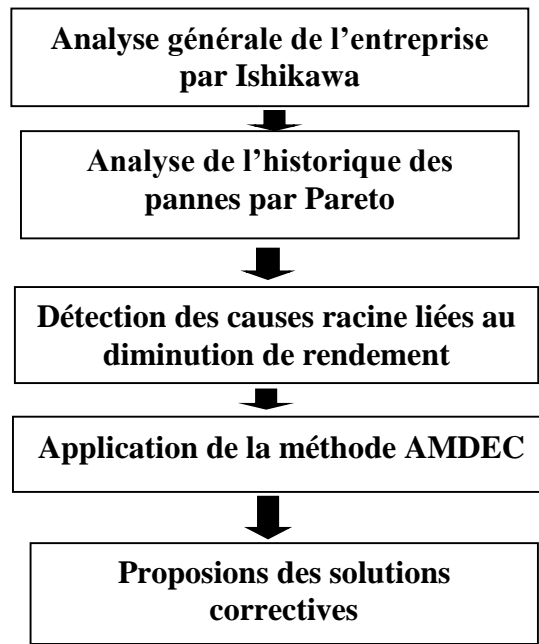 Analyse générale de l’entreprise
par Ishikawa
Analyse de l’historique des
pannes par Pareto
Détection des causes racine liées au
diminution de rendement
Application de la méthode AMDEC
Proposions des solutions
correctives